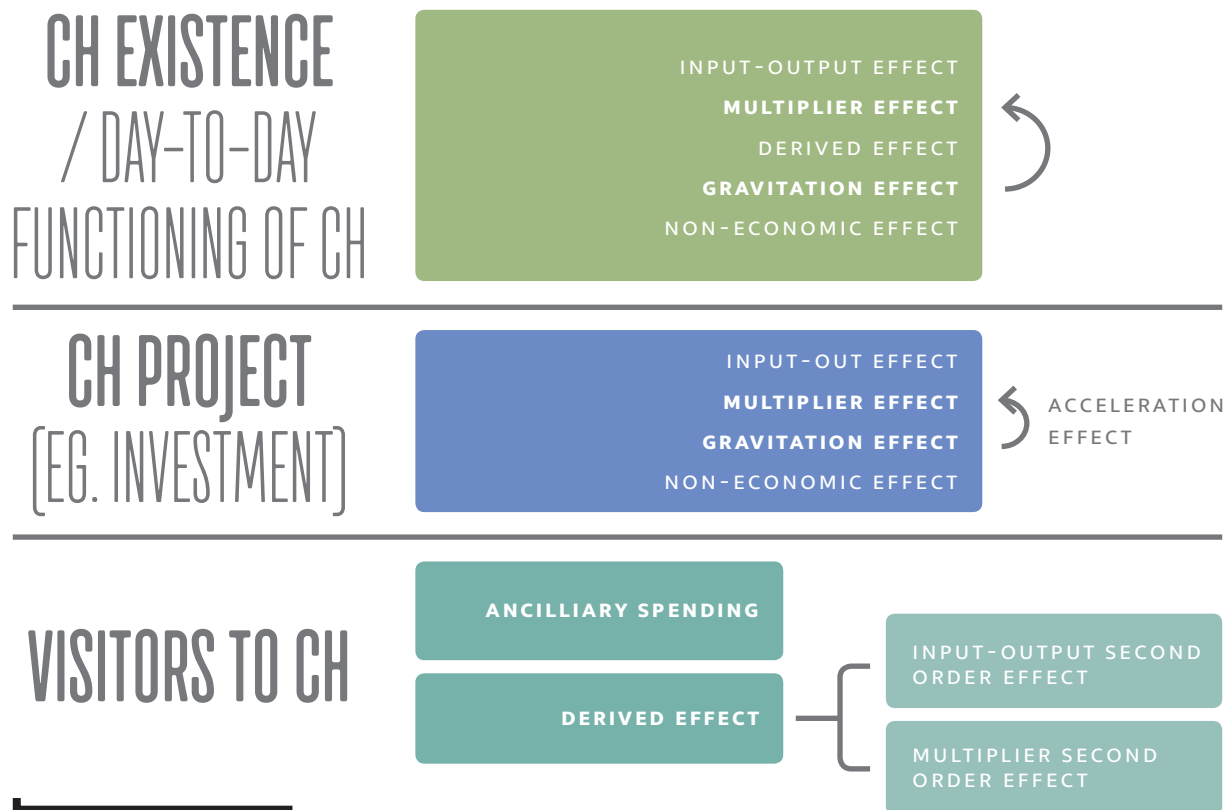 CH EXISTENCE
/ DAY-TO-DAY
FUNCTIONING OF CH
INPUT-OUTPUT EFFECT
MULTIPLIER EFFECT
DERIVED EFFECT
GRAVITATION EFFECT
NON-ECONOMIC EFFECT
CH PROJECT
(EG. INVESTMENT)
INPUT-OUT EFFECT
MULTIPLIER EFFECT
GRAVITATION EFFECT
NON-ECONOMIC EFFECT
ACCELERATION
EFFECT
VISITORS TO CH
ANCILLIARY SPENDING
DERIVED EFFECT
INPUT-OUTPUT SECOND
ORDER EFFECT
MULTIPLIER SECOND
ORDER EFFECT